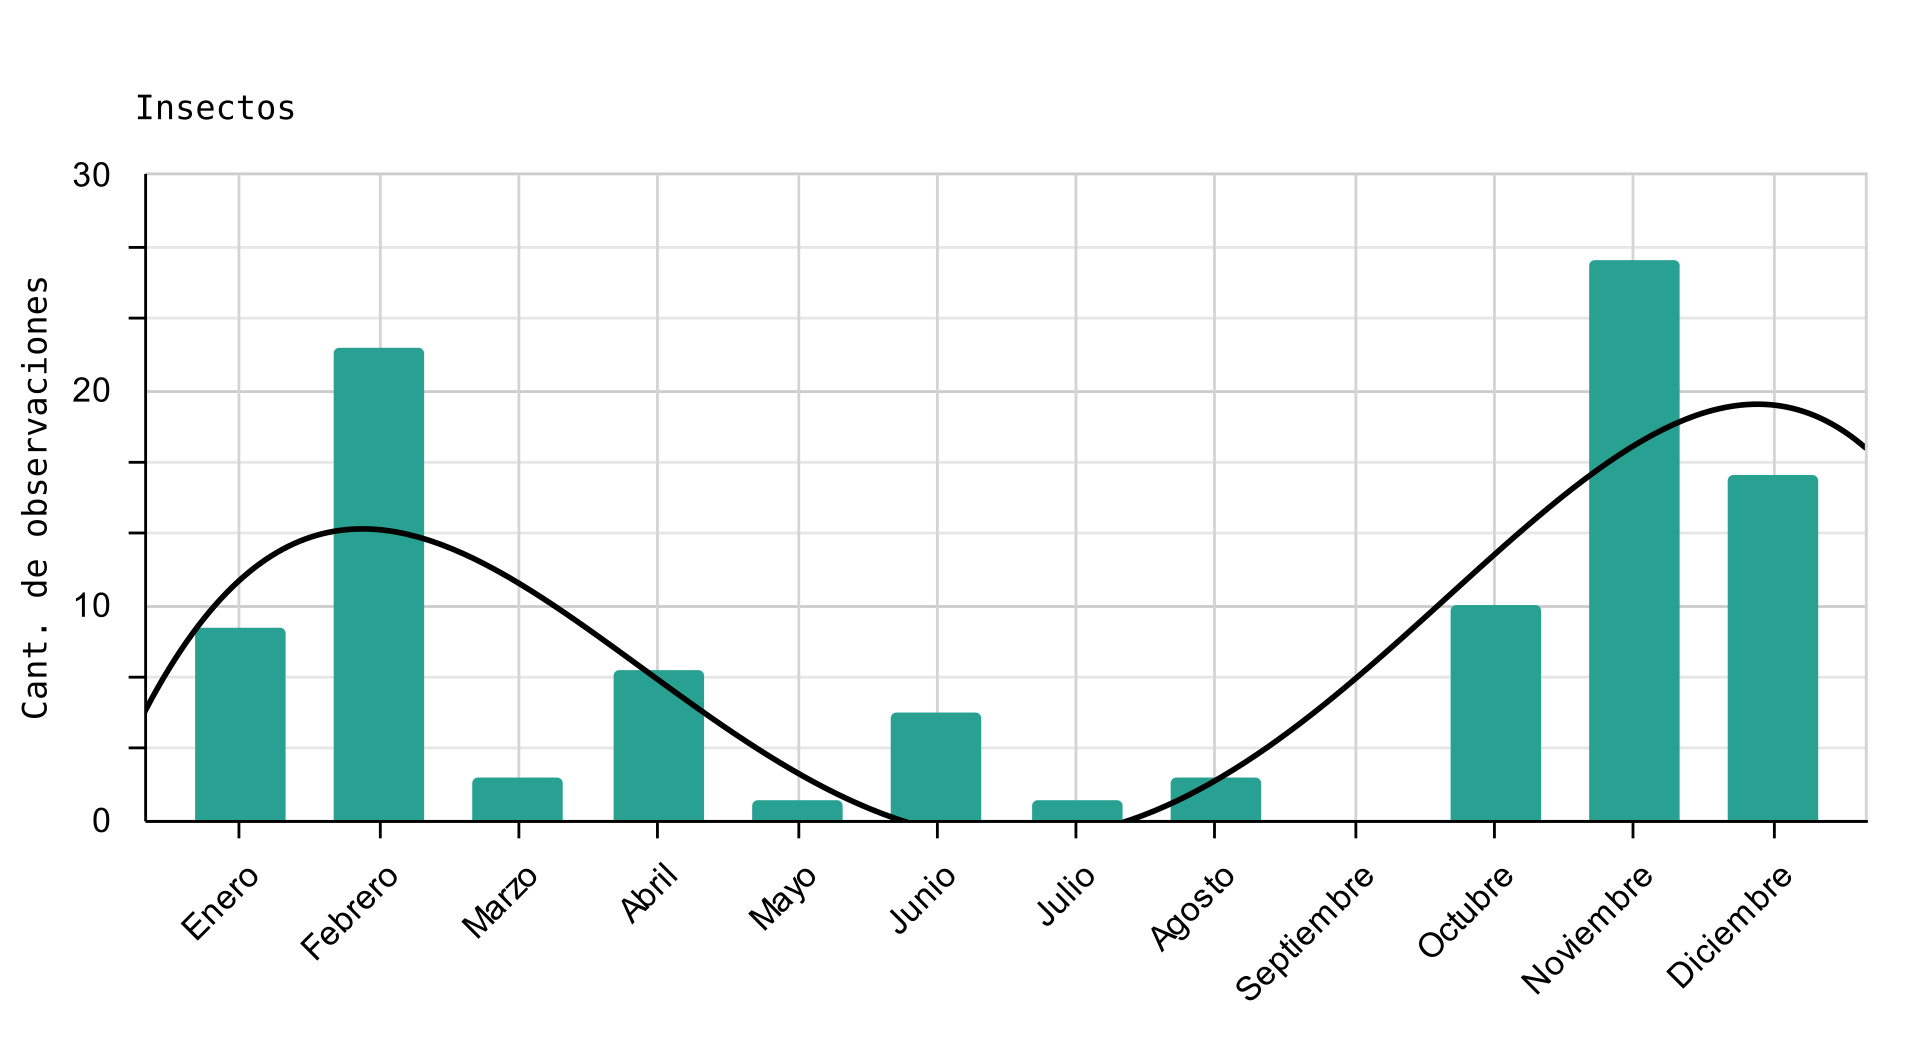 Insectos
Cant. de observaciones
30
20
10
0
Enero
Febrero
Marzo
Abril
Mayo
Junio
Julio
Agosto
Septiembre
Octubre
Noviembre
Diciembre